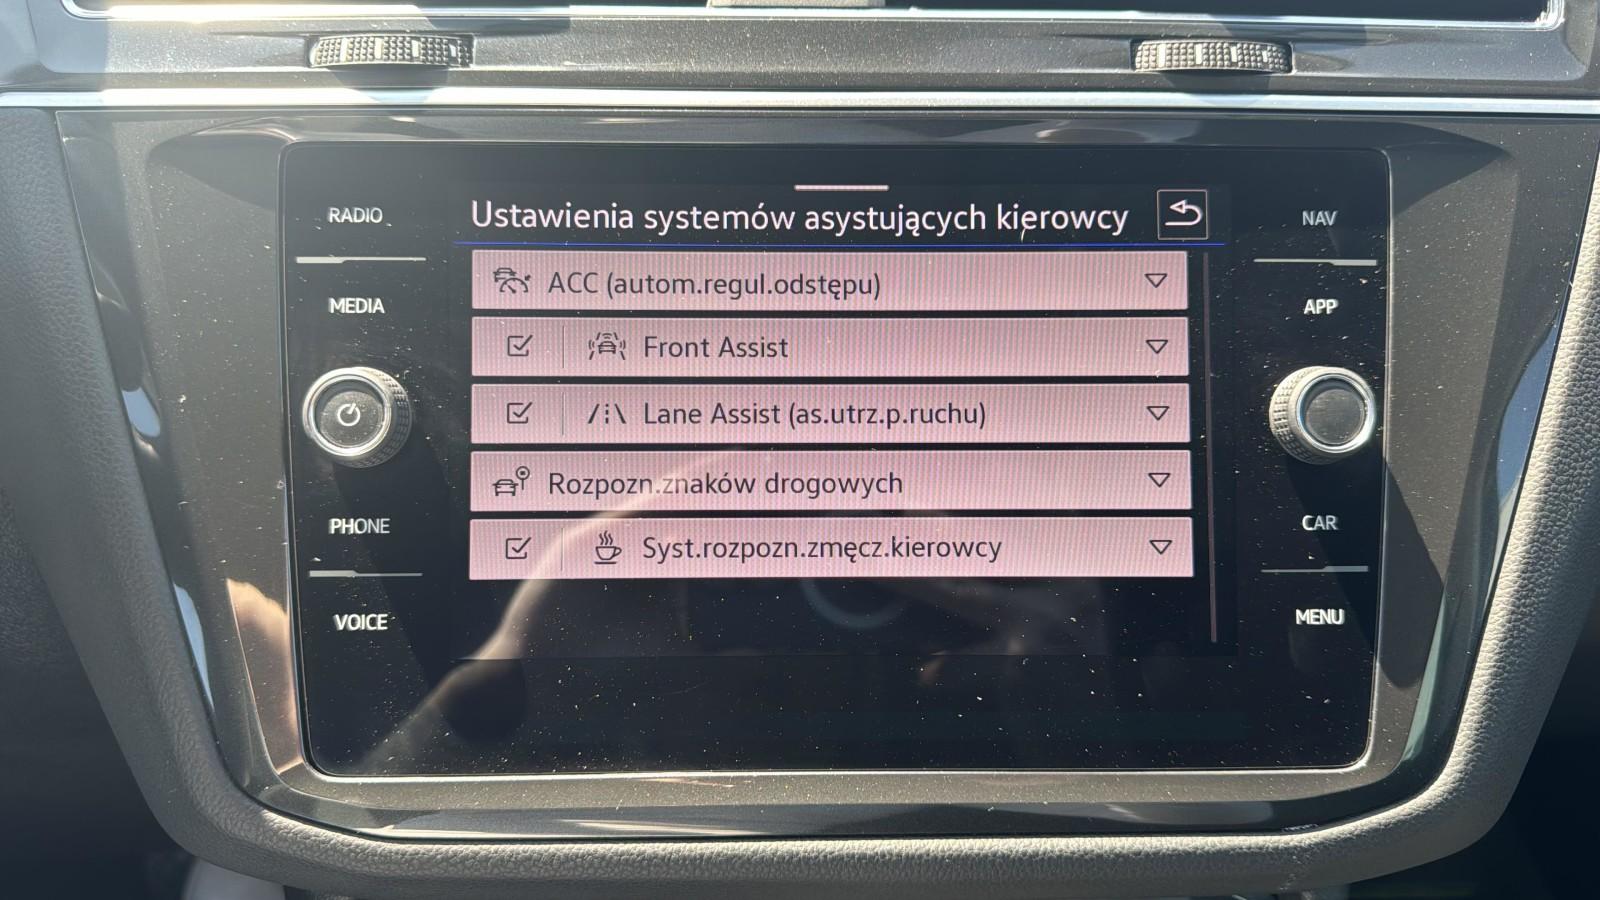 RADIO
MEDIA
PHONE
VOICE
Ustawienia systemów asystujących kierowcy
ACC (autom.regul.odstępu)
Front Assist
Lane Assist (as.utrz.p.ruchu)
Rozpozn.znaków drogowych
Syst.rozpozn.zmęcz.kierowcy
NAV
APP
CAR
MENU